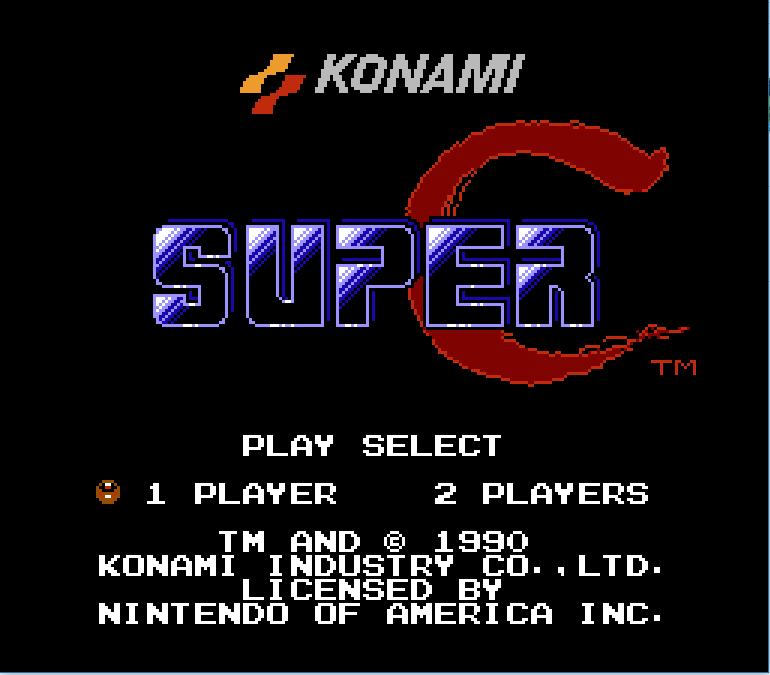 KONAMI
SUPER C
TM
PLAY SELECT
1 PLAYER 2 PLAYERS
TM AND © 1990
KONAMI INDUSTRY CO.,LTD.
LICENSED BY
NINTENDO OF AMERICA INC.